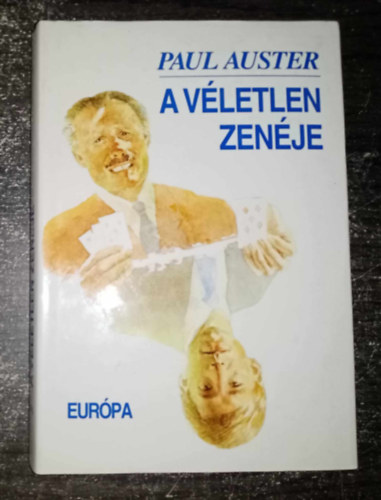 PAUL AUSTER
A VÉLETLEN
ZENÉJE
EURÓPA